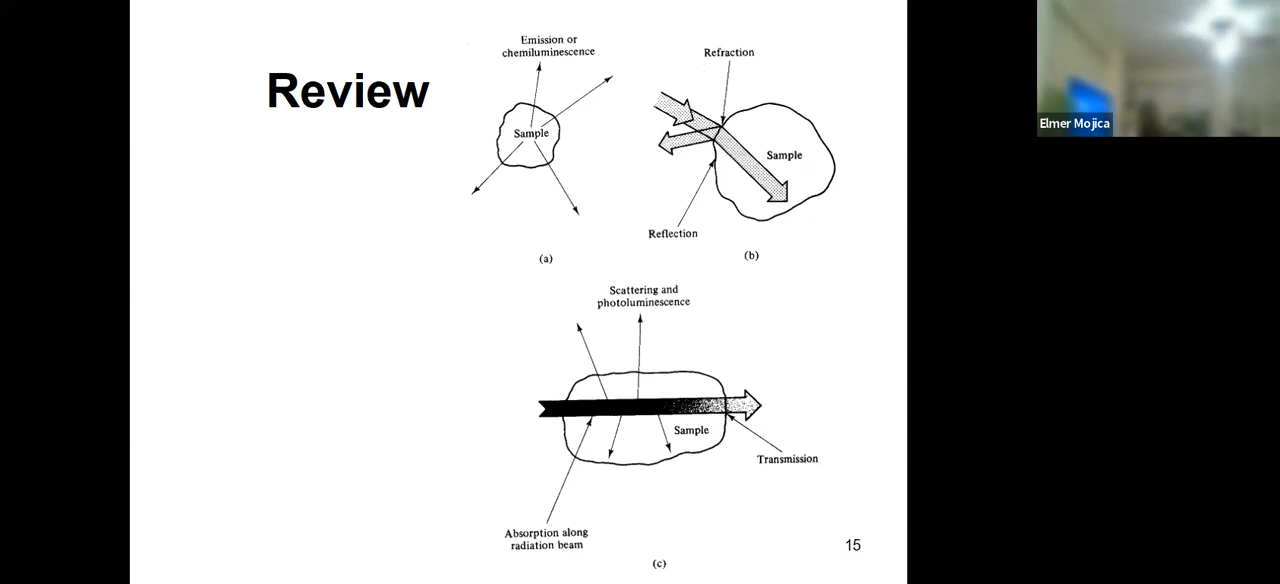 Review
Emission or
chemiluminescence
Sample
(a)
Refraction
Sample
Reflection
(b)
Scattering and
photoluminescence
Sample
Transmission
Absorption along
radiation beam
(c)
15
Elmer Mojica